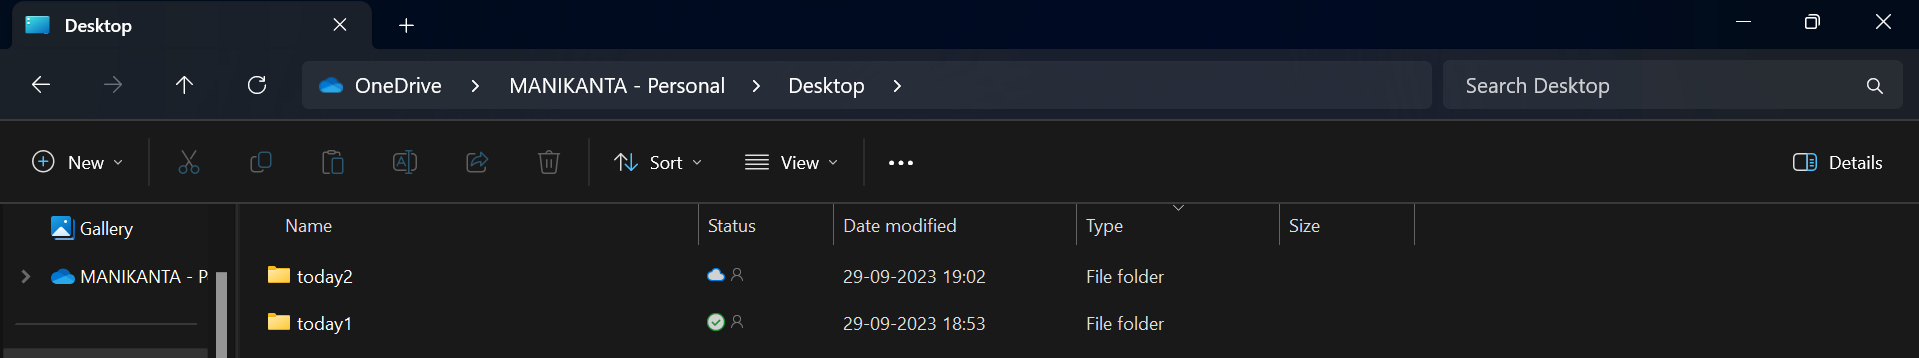 Desktop
OneDrive > MANIKANTA - Personal > Desktop > Search Desktop
New Sort View ... Details
Gallery
MANIKANTA - P
Name Status Date modified Type Size
today2 29-09-2023 19:02 File folder
today1 29-09-2023 18:53 File folder